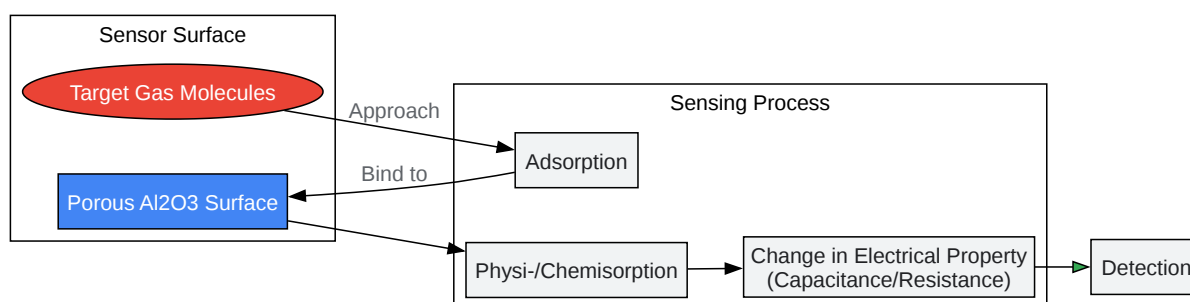 Sensor Surface
Target Gas Molecules
Approach
Sensing Process
Adsorption
Bind to
Porous Al2O3 Surface
Physi-/Chemisorption
Change in Electrical Property
(Capacitance/Resistance)
Detection